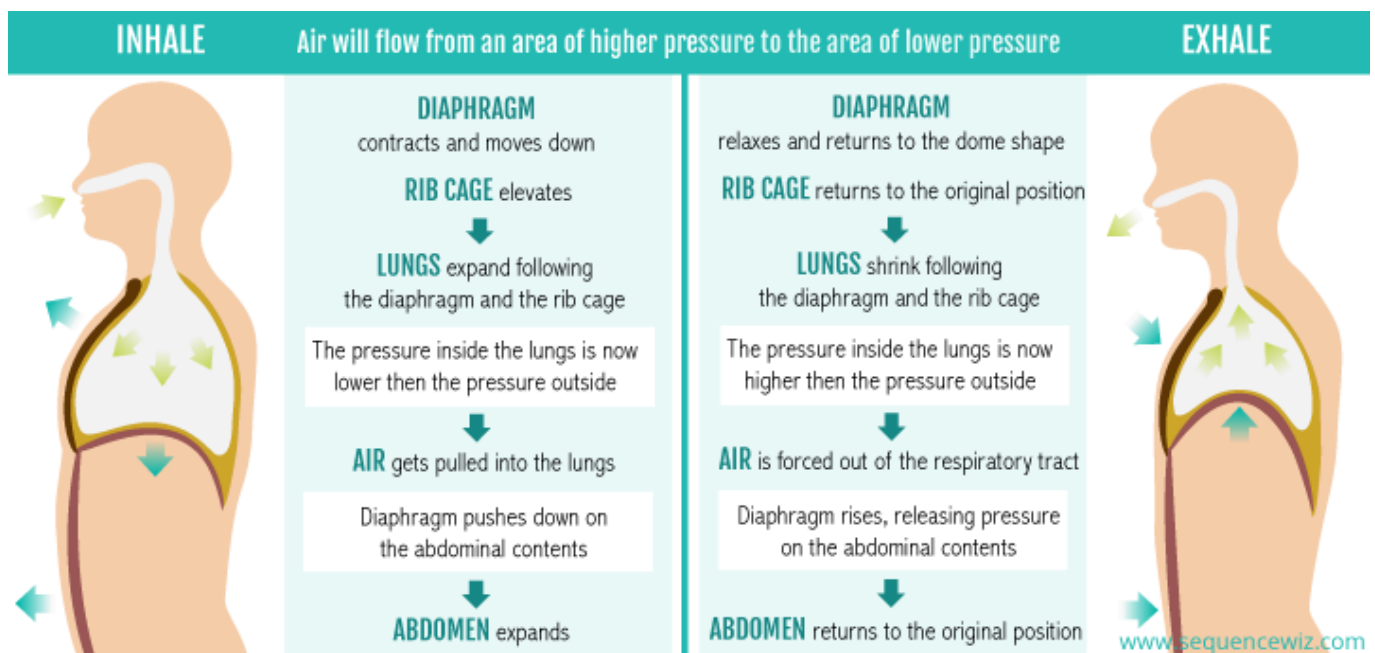 INHALE
Air will flow from an area of higher pressure to the area of lower pressure
EXHALE
DIAPHRAGM
contracts and moves down
RIB CAGE elevates
LUNGS expand following
the diaphragm and the rib cage
The pressure inside the lungs is now
lower then the pressure outside
AIR gets pulled into the lungs
Diaphragm pushes down on
the abdominal contents
ABDOMEN expands
DIAPHRAGM
relaxes and returns to the dome shape
RIB CAGE returns to the original position
LUNGS shrink following
the diaphragm and the rib cage
The pressure inside the lungs is now
higher then the pressure outside
AIR is forced out of the respiratory tract
Diaphragm rises, releasing pressure
on the abdominal contents
ABDOMEN returns to the original position
www.sequencewiz.com